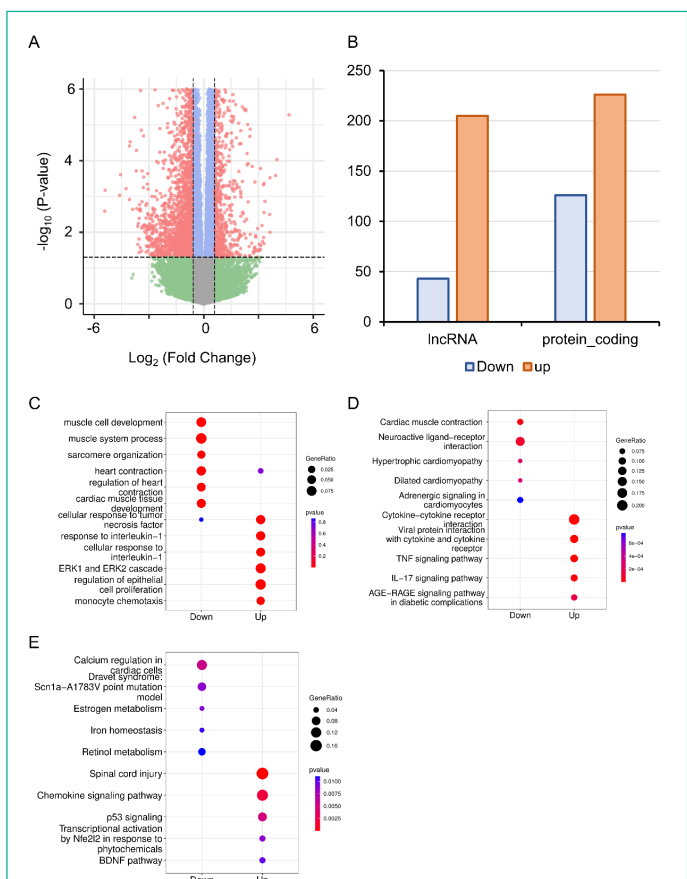 A
B
6
4
2
0
-log10 (P-value)
-6
0
6
Log2 (Fold Change)
250
200
150
100
50
0
lncRNA
protein_coding
Down
up
C
muscle cell development
muscle system process
sarcomere organization
heart contraction
regulation of heart
contraction
cardiac muscle tissue
development
cellular response to tumor
necrosis factor
response to interleukin−1
cellular response to
interleukin−1
ERK1 and ERK2 cascade
regulation of epithelial
cell proliferation
monocyte chemotaxis
Down
Up
GeneRatio
0.025
0.050
0.075
pvalue
0.8
0.6
0.4
0.2
D
Cardiac muscle contraction
Neuroactive ligand−receptor
interaction
Hypertrophic cardiomyopathy
Dilated cardiomyopathy
Adrenergic signaling in
cardiomyocytes
Cytokine−cytokine receptor
interaction
Viral protein interaction
with cytokine and cytokine
receptor
TNF signaling pathway
IL−17 signaling pathway
AGE−RAGE signaling pathway
in diabetic complications
Down
Up
GeneRatio
0.075
0.100
0.125
0.150
0.175
0.200
pvalue
6e−04
4e−04
2e−04
E
Calcium regulation in
cardiac cells
Dravet syndrome:
Scn1a−A1783V point mutation
model
Estrogen metabolism
Iron homeostasis
Retinol metabolism
Spinal cord injury
Chemokine signaling pathway
p53 signaling
Transcriptional activation
by Nfe2l2 in response to
phytochemicals
BDNF pathway
Down
Up
GeneRatio
0.04
0.08
0.12
0.16
pvalue
0.0100
0.0075
0.0050
0.0025